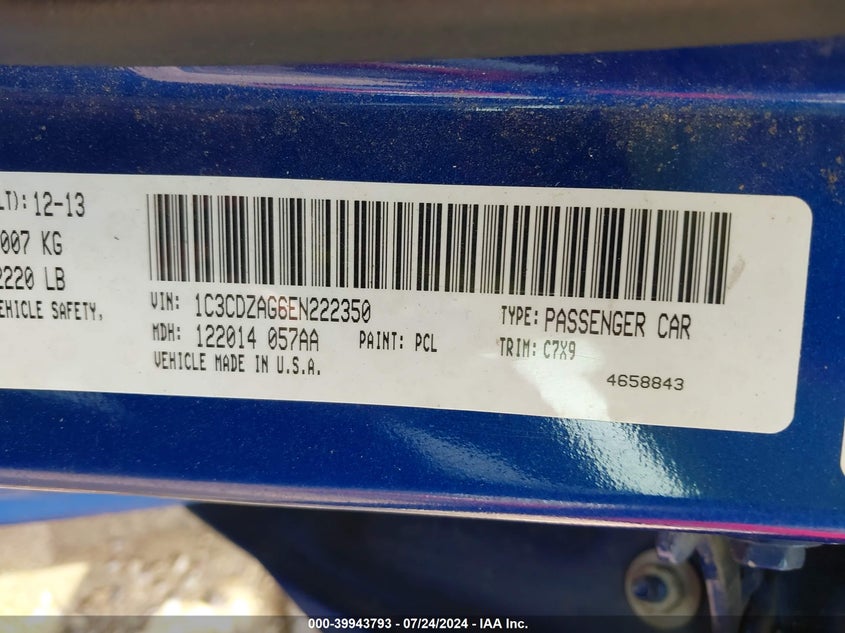 LT): 12-13
007 KG
2220 LB
EHICLE SAFETY,
VIN: 1C3CDZAG6EN222350
MDH: 122014 057AA PAINT: PCL
VEHICLE MADE IN U.S.A.
TYPE: PASSENGER CAR
TRIM: C7X9
4658843
000-39943793 - 07/24/2024 - IAA Inc.